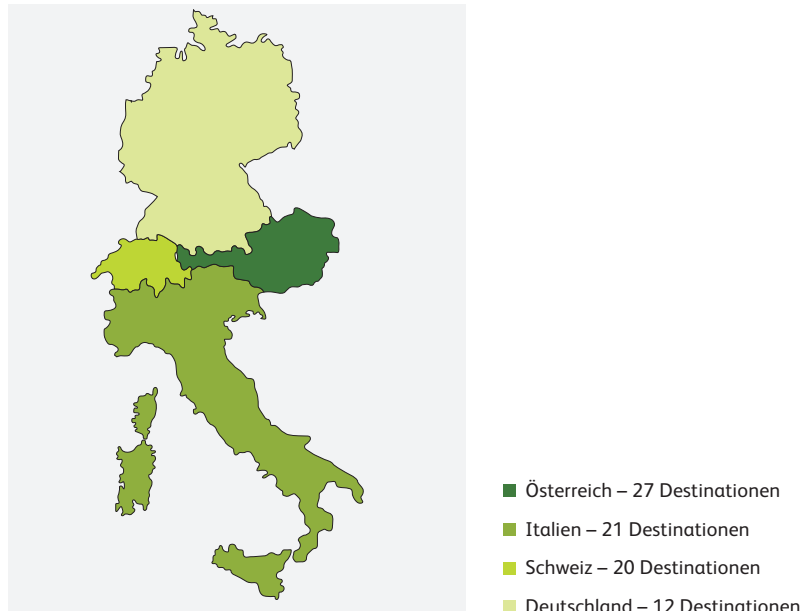 Österreich – 27 Destinationen
Italien – 21 Destinationen
Schweiz – 20 Destinationen
Deutschland – 12 Destinationen